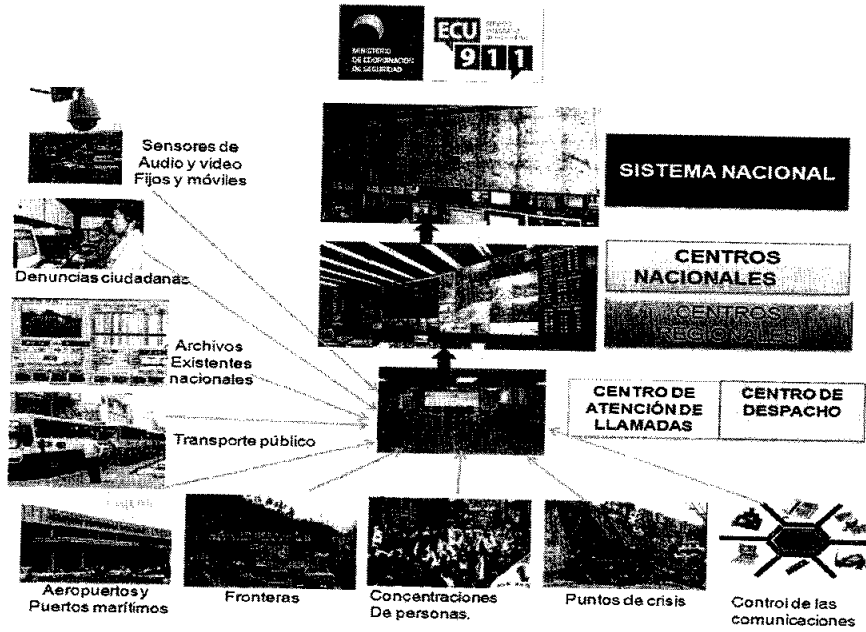 MINISTERIO
DE COORDINACIÓN
DE SEGURIDAD
ECU
911
Sensores de
Audio y video
Fijos y móviles
SISTEMA NACIONAL
Denuncias ciudadanas
CENTROS
NACIONALES
CENTROS
REGIONALES
Archivos
Existentes
nacionales
CENTRO DE
ATENCIÓN DE
LLAMADAS
CENTRO DE
DESPACHO
Transporte público
Aeropuertos y
Puertos marítimos
Fronteras
Concentraciones
De personas.
Puntos de crisis
Control de las
comunicaciones